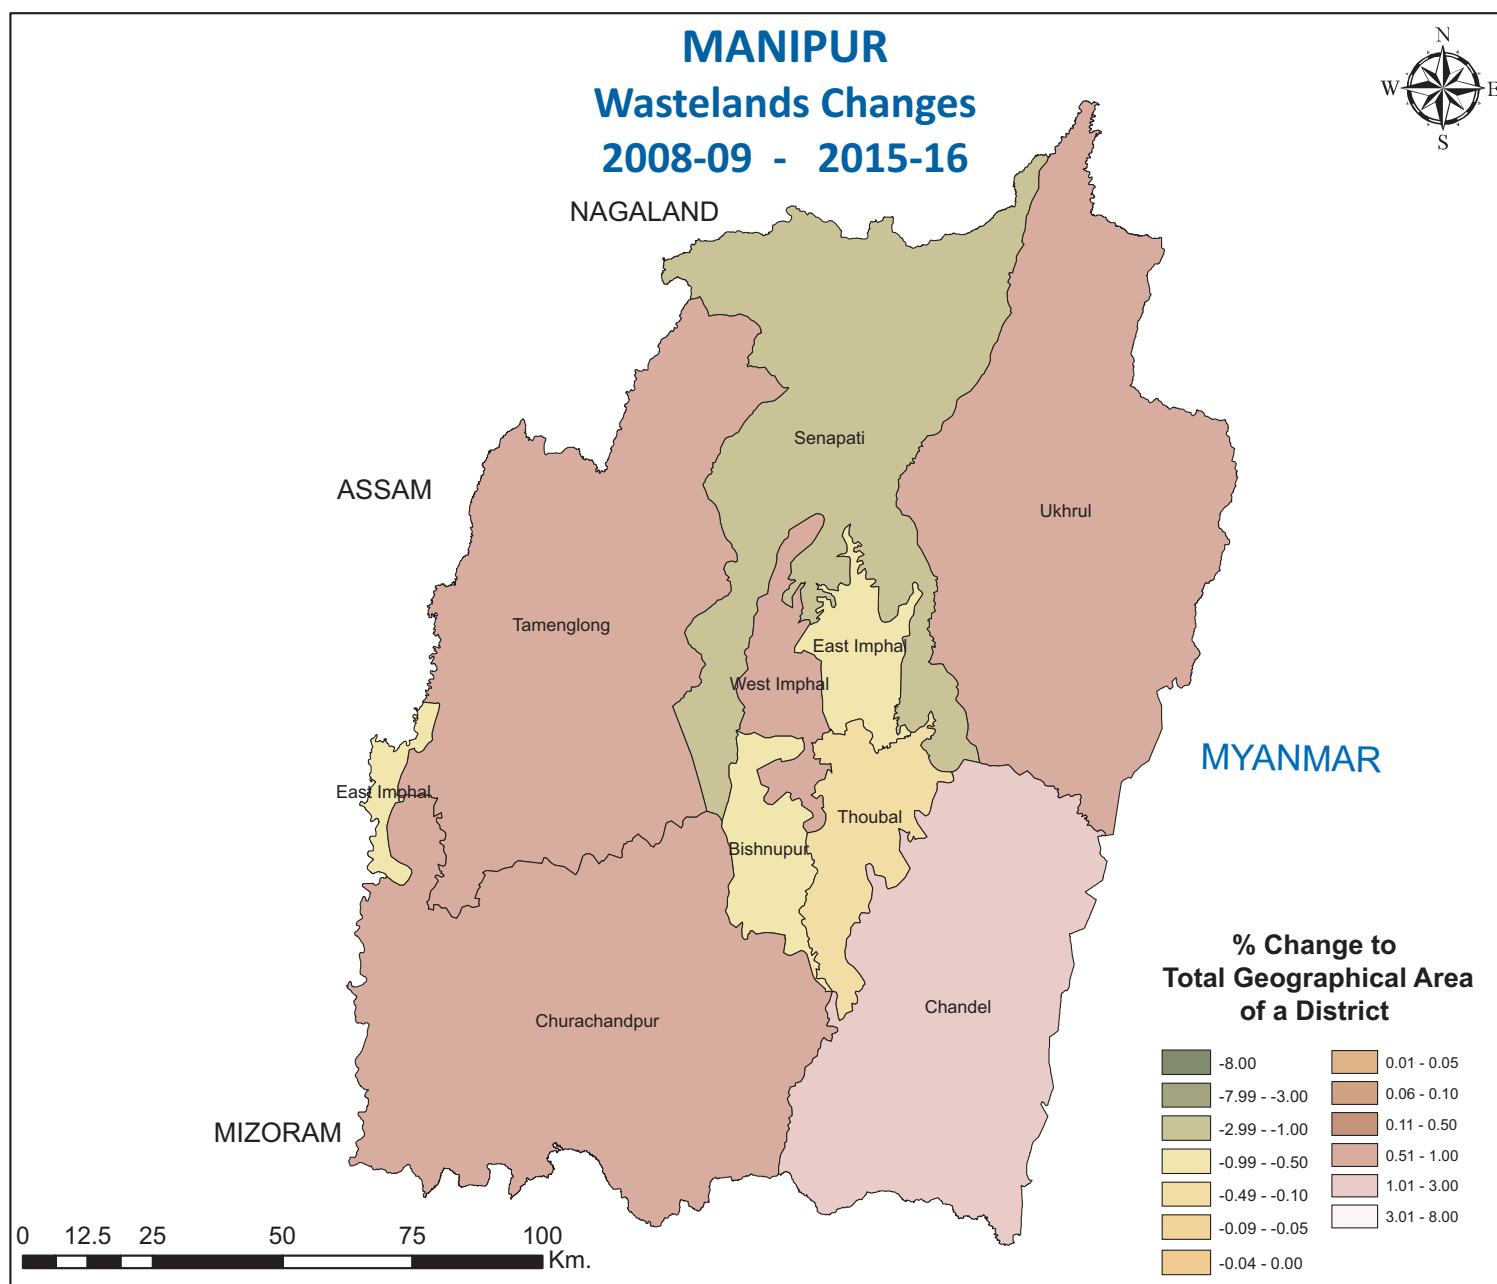 MANIPUR
Wastelands Changes
2008-09 - 2015-16
N
W E
S
NAGALAND
Senapati
ASSAM
Ukhrul
Tamenglong
East Imphal
West Imphal
MYANMAR
East Imphal
Thoubal
Bishnupur
Chandel
Churachandpur
MIZORAM
% Change to
Total Geographical Area
of a District
-8.00
-7.99 - -3.00
-2.99 - -1.00
-0.99 - -0.50
-0.49 - -0.10
-0.09 - -0.05
-0.04 - 0.00
0.01 - 0.05
0.06 - 0.10
0.11 - 0.50
0.51 - 1.00
1.01 - 3.00
3.01 - 8.00
0 12.5 25 50 75 100
Km.